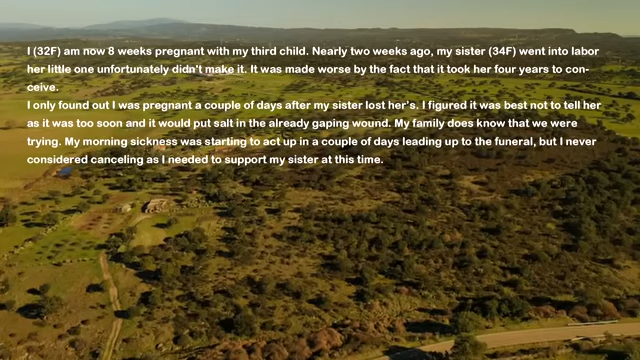 I (32F) am now 8 weeks pregnant with my third child. Nearly two weeks ago, my sister (34F) went into labor
her little one unfortunately didn't make it. It was made worse by the fact that it took her four years to con-
ceive.
I only found out I was pregnant a couple of days after my sister lost her's. I figured it was best not to tell her
as it was too soon and it would put salt in the already gaping wound. My family does know that we were
trying. My morning sickness was starting to act up in a couple of days leading up to the funeral, but I never
considered canceling as I needed to support my sister at this time.